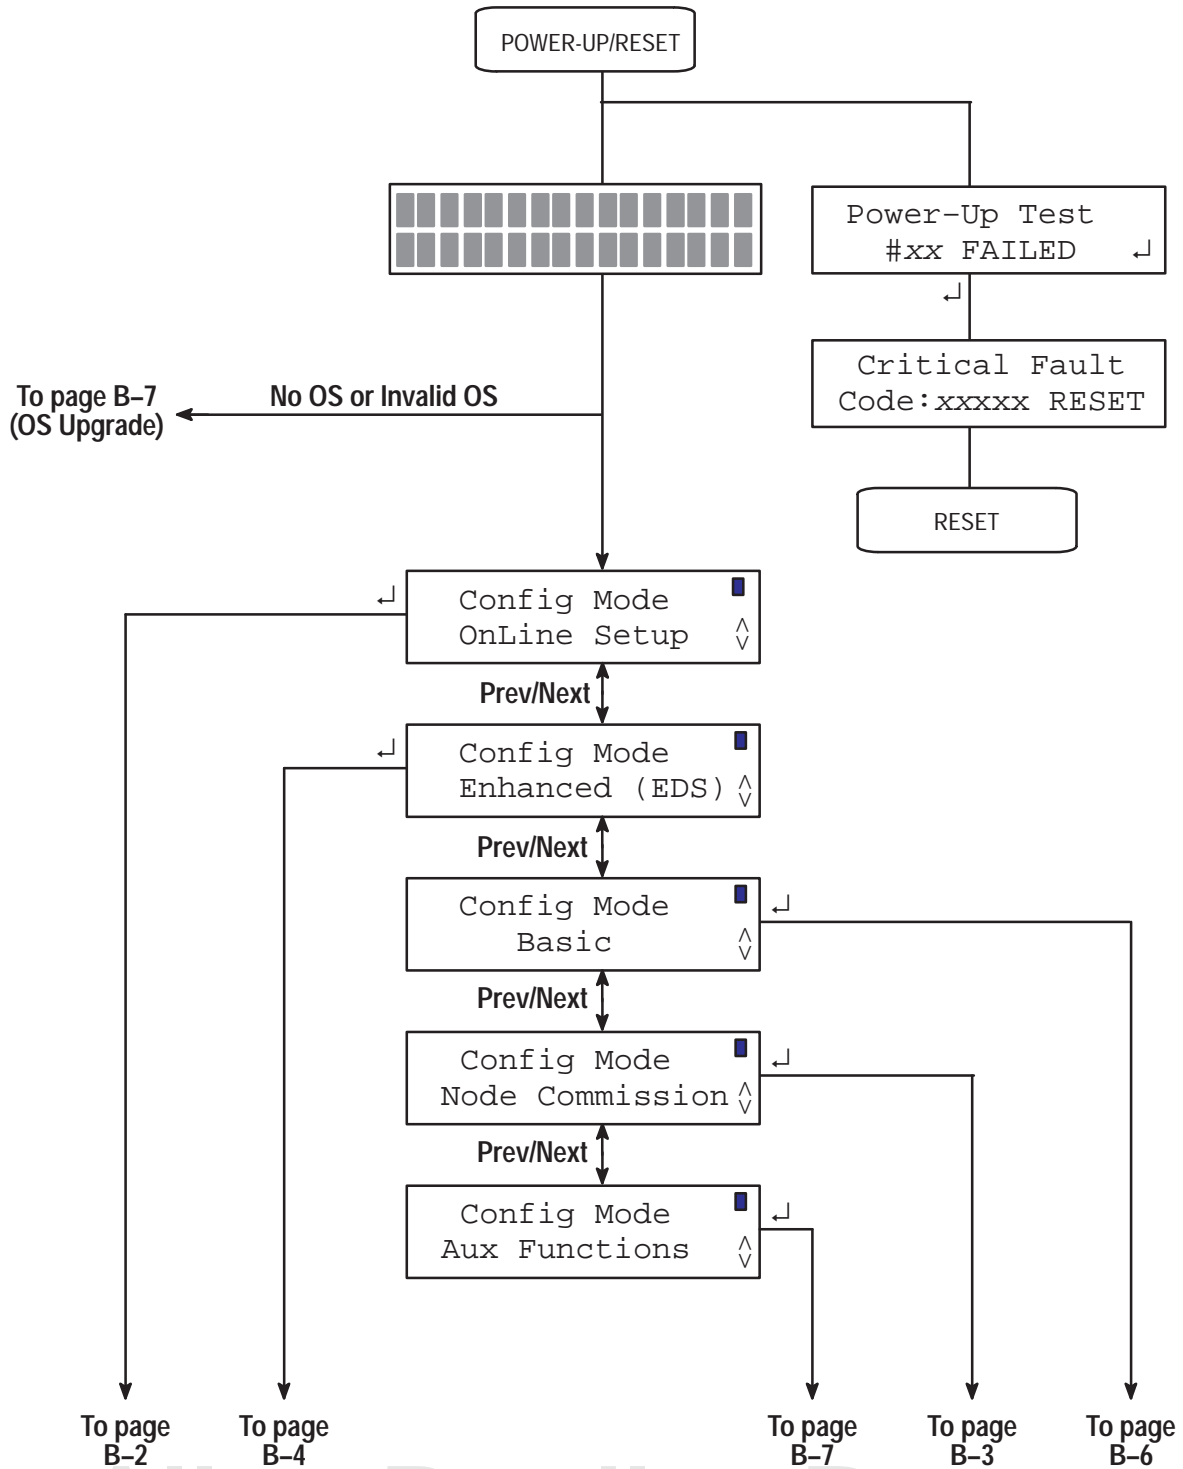 POWER-UP/RESET
Power-Up Test
#xx FAILED ↵
↵
Critical Fault
Code:xxxxx RESET
RESET
To page B–7
(OS Upgrade)
No OS or Invalid OS
↵
Config Mode
OnLine Setup
Prev/Next
↵
Config Mode
Enhanced (EDS)
Prev/Next
Config Mode
Basic
↵
Prev/Next
Config Mode
Node Commission
↵
Prev/Next
Config Mode
Aux Functions
↵
To page
B–2
To page
B–4
To page
B–7
To page
B–3
To page
B–6